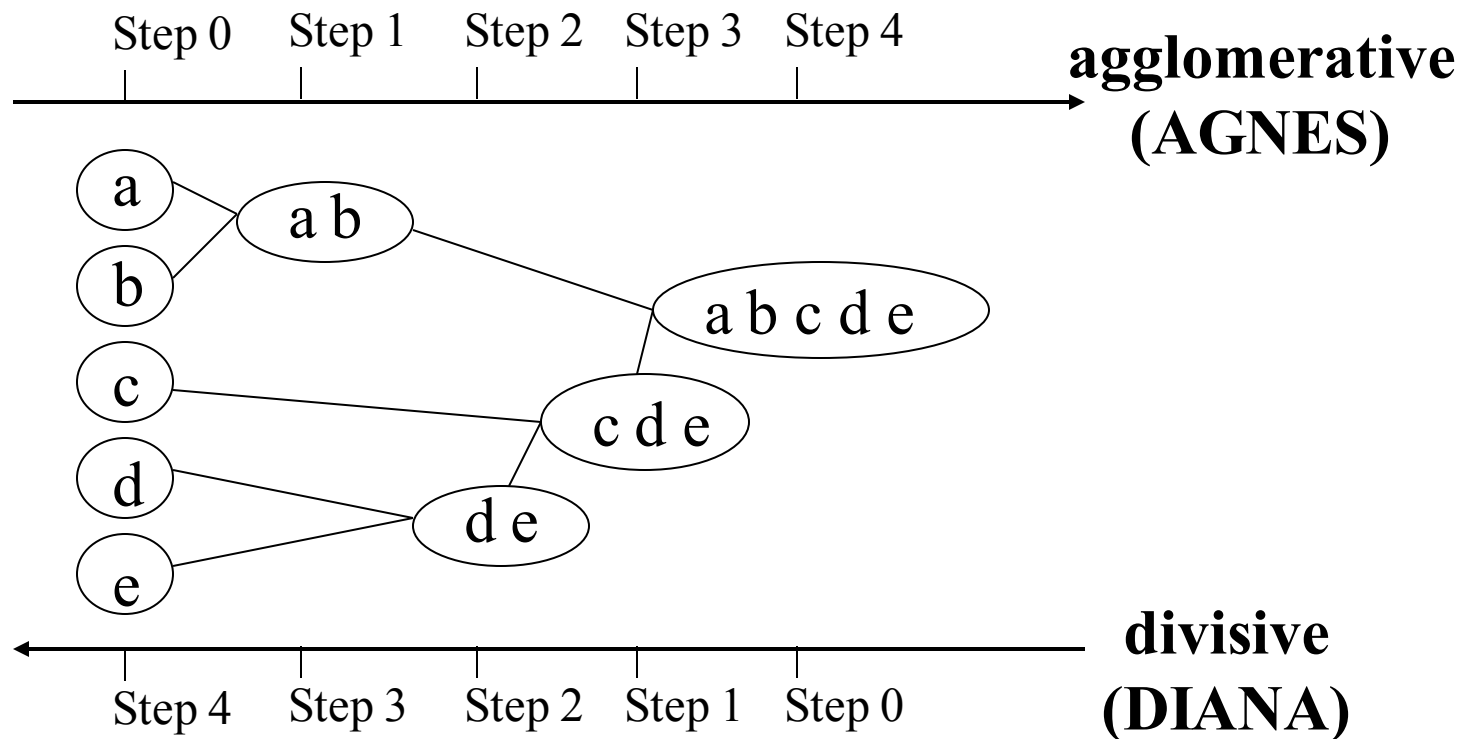 Step 0 Step 1 Step 2 Step 3 Step 4
agglomerative
(AGNES)
a
a b
b
a b c d e
c
c d e
d
d e
e
divisive
(DIANA)
Step 4 Step 3 Step 2 Step 1 Step 0